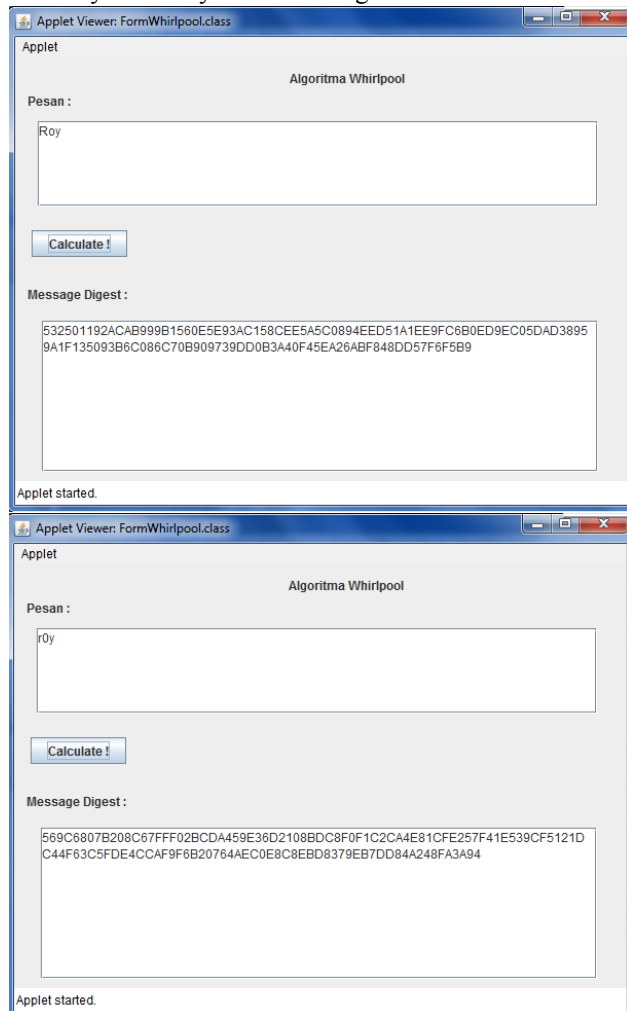 Applet Viewer: FormWhirlpool.class
Applet
Algoritma Whirlpool
Pesan :
Roy
Calculate !
Message Digest :
532501192ACAB999B1560E5E93AC158CEE5A5C0894EED51A1EE9FC6B0ED9EC05DAD3895
9A1F135093B6C086C70B909739DD0B3A40F45EA26ABF848DD57F6F5B9
Applet started.
Applet Viewer: FormWhirlpool.class
Applet
Algoritma Whirlpool
Pesan :
r0y
Calculate !
Message Digest :
569C6807B208C67FFF02BCDA459E36D2108BDC8F0F1C2CA4E81CFE257F41E539CF5121D
C44F63C5FDE4CCAF9F6B20764AEC0E8C8EBD8379EB7DD84A248FA3A94
Applet started.